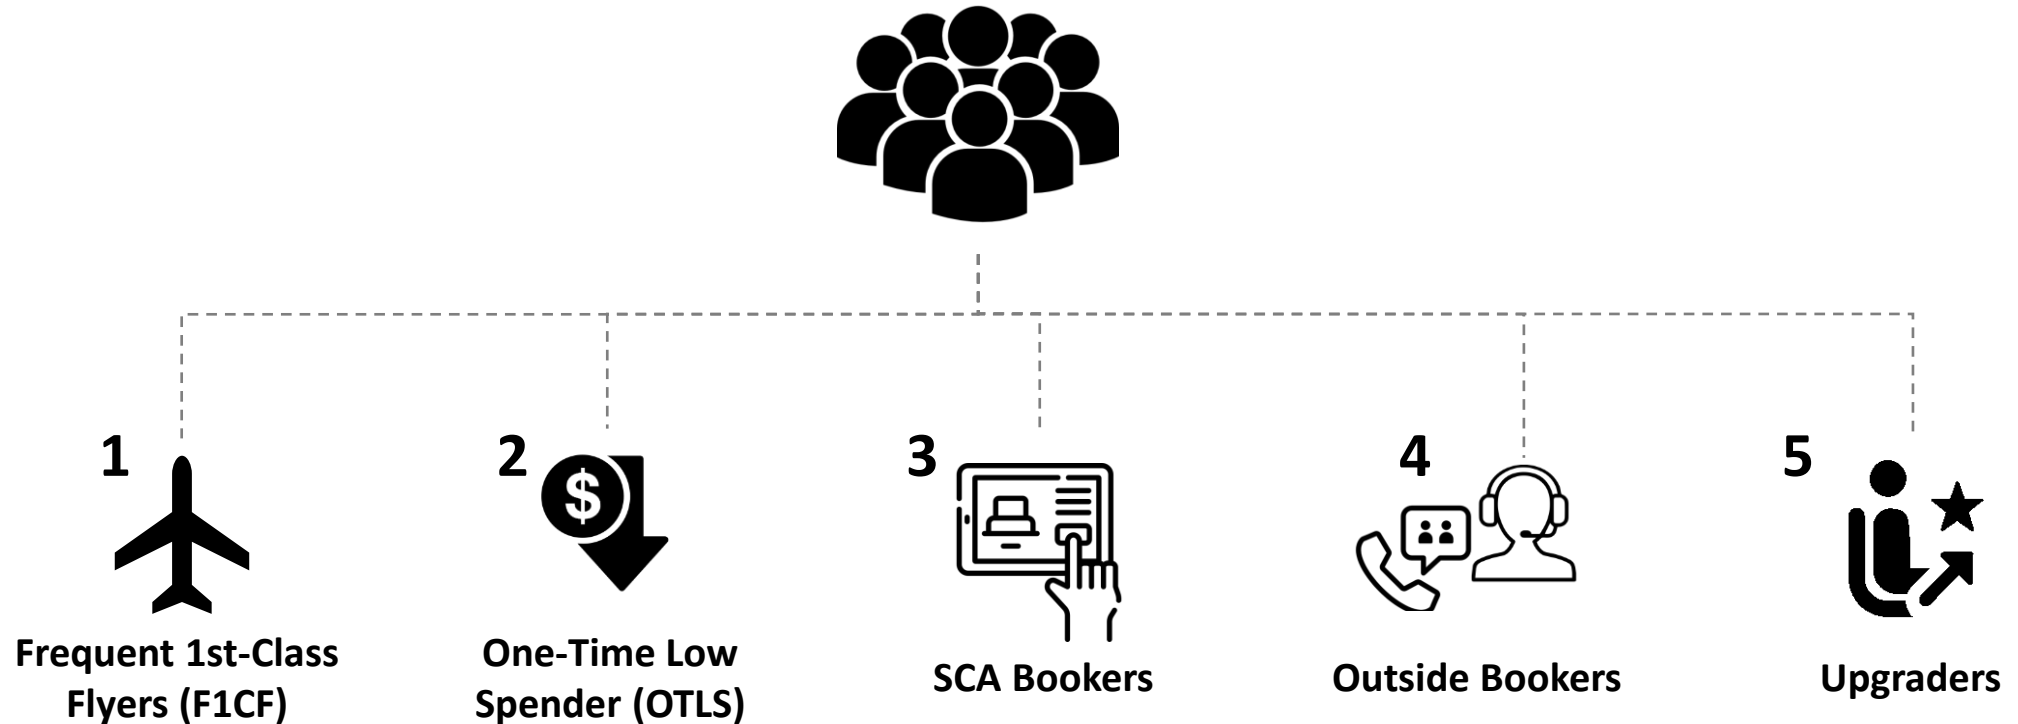 1
Frequent 1st-Class
Flyers (F1CF)
2
$
One-Time Low
Spender (OTLS)
3
SCA Bookers
4
Outside Bookers
5
Upgraders